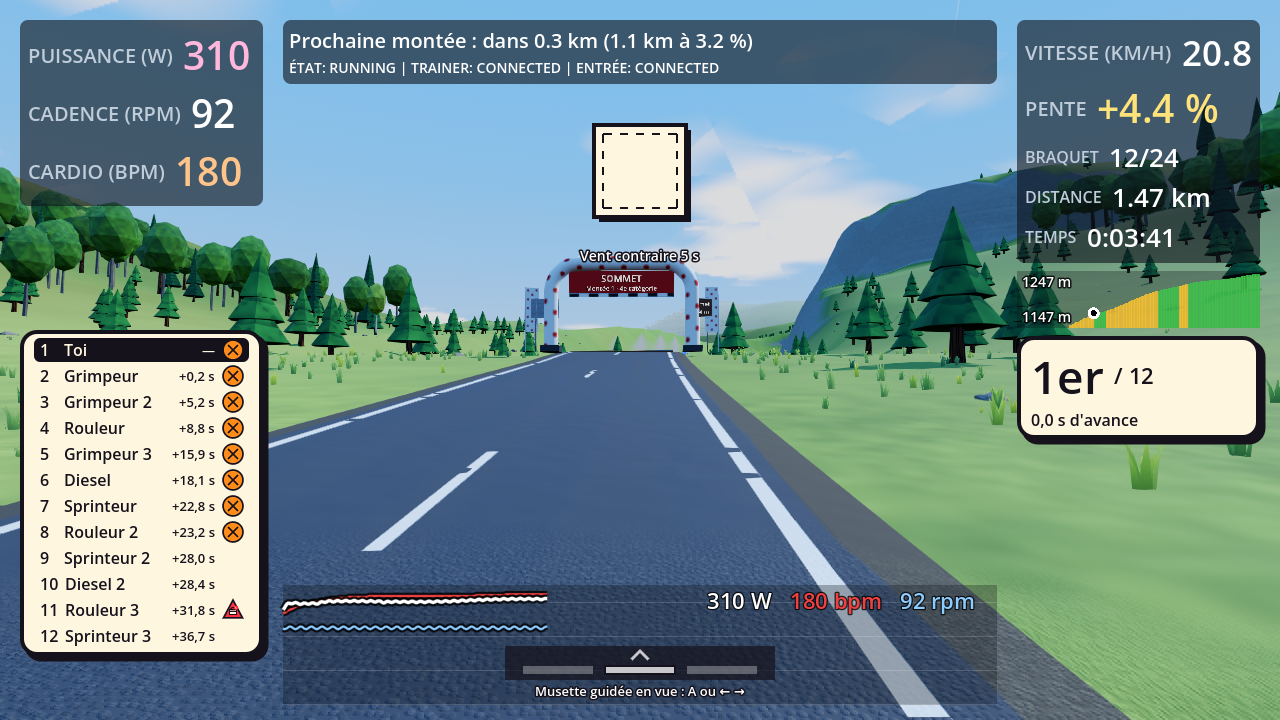 PUISSANCE (W) 310
CADENCE (RPM) 92
CARDIO (BPM) 180
Prochaine montée : dans 0.3 km (1.1 km à 3.2 %)
ÉTAT: RUNNING | TRAINER: CONNECTED | ENTRÉE: CONNECTED
VITESSE (KM/H) 20.8
PENTE +4.4 %
BRAQUET 12/24
DISTANCE 1.47 km
TEMPS 0:03:41
1247 m
1147 m
Vent contraire 5 s
SOMMET
Montée 1 · 4e catégorie
1 Toi —
2 Grimpeur +0,2 s
3 Grimpeur 2 +5,2 s
4 Rouleur +8,8 s
5 Grimpeur 3 +15,9 s
6 Diesel +18,1 s
7 Sprinteur +22,8 s
8 Rouleur 2 +23,2 s
9 Sprinteur 2 +28,0 s
10 Diesel 2 +28,4 s
11 Rouleur 3 +31,8 s
12 Sprinteur 3 +36,7 s
1er / 12
0,0 s d'avance
310 W 180 bpm 92 rpm
Musette guidée en vue : A ou ← →